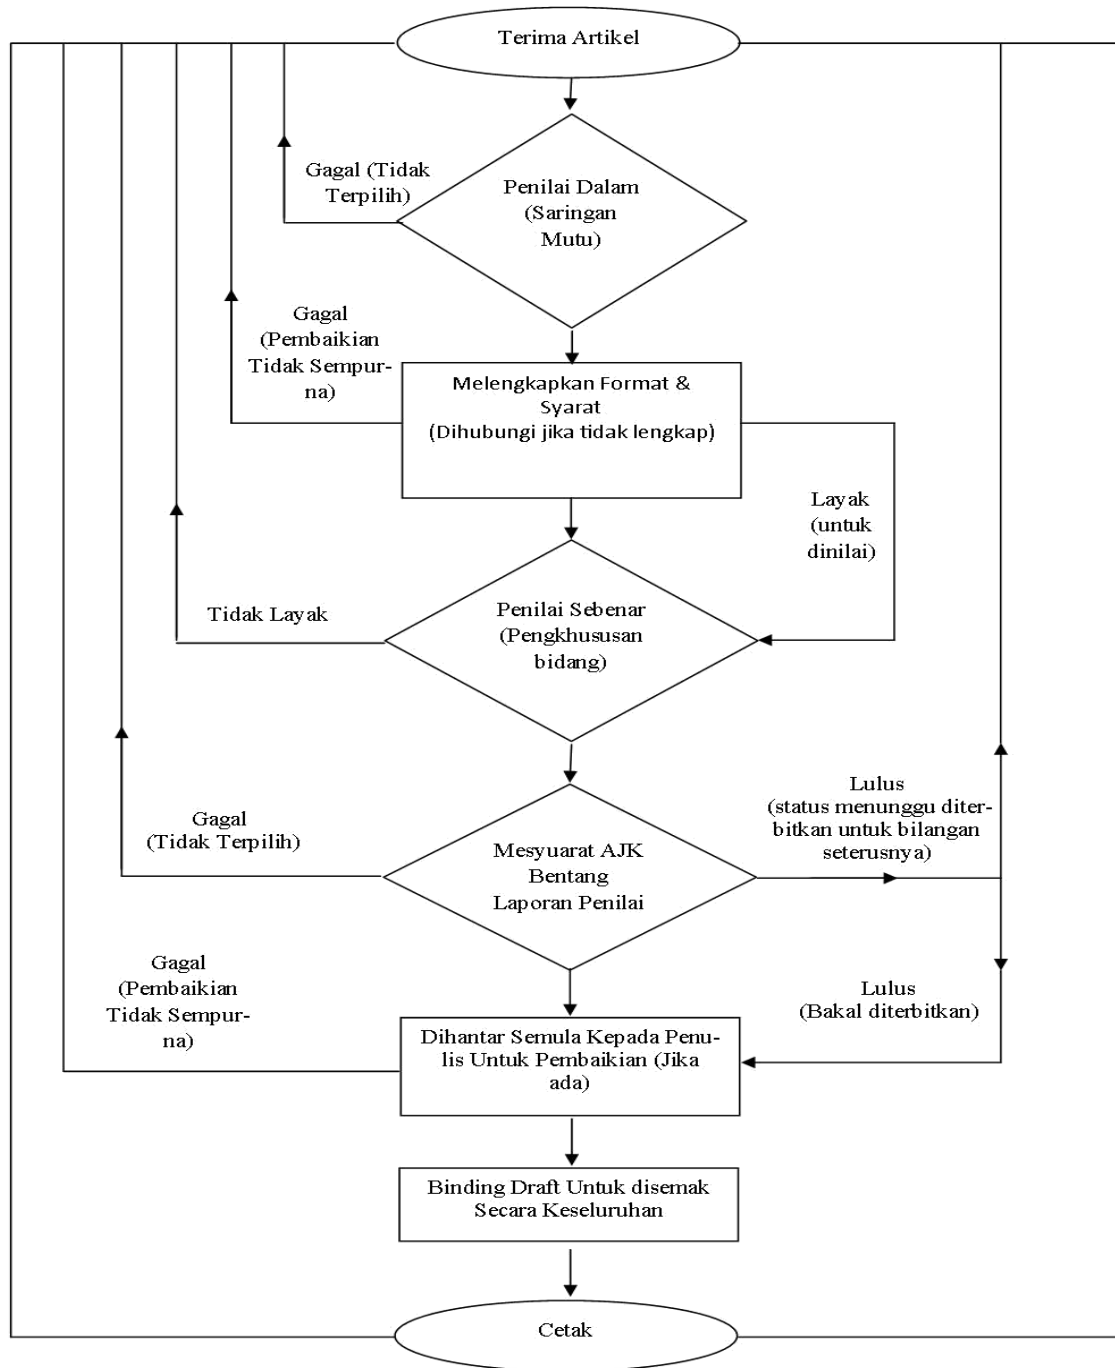 Terima Artikel
Gagal (Tidak
Terpilih)
Penilai Dalam
(Saringan
Mutu)
Gagal
(Pembaikian
Tidak Sempur-
na)
Melengkapkan Format &
Syarat
(Dihubungi jika tidak lengkap)
Layak
(untuk
dinilai)
Tidak Layak
Penilai Sebenar
(Pengkhususan
bidang)
Gagal
(Tidak Terpilih)
Mesyuarat AJK
Bentang
Laporan Penilai
Lulus
(status menunggu diter-
bitkan untuk bilangan
seterusnya)
Gagal
(Pembaikian
Tidak Sempur-
na)
Lulus
(Bakal diterbitkan)
Dihantar Semula Kepada Penu-
lis Untuk Pembaikian (Jika
ada)
Binding Draft Untuk disemak
Secara Keseluruhan
Cetak